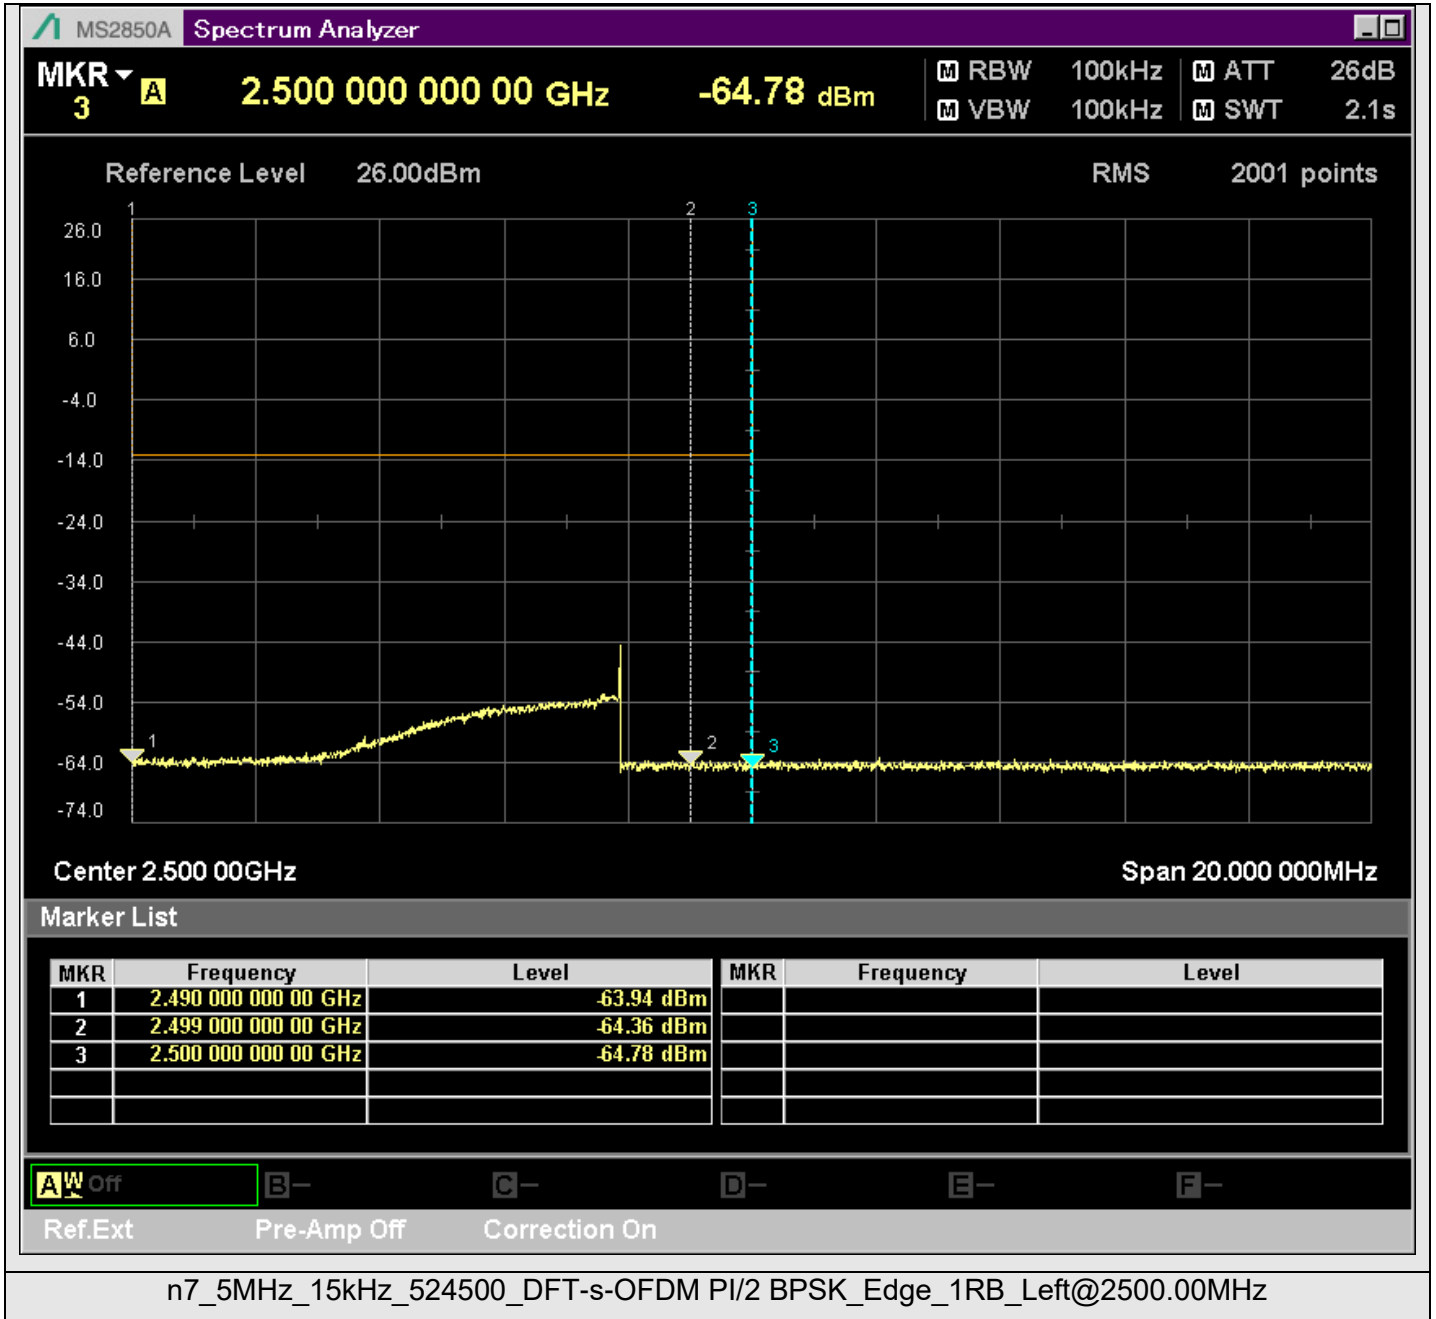 MS2850A Spectrum Analyzer
MKR 3 A 2.500 000 000 00 GHz -64.78 dBm
M RBW 100kHz M ATT 26dB
M VBW 100kHz M SWT 2.1s
Reference Level 26.00dBm RMS 2001 points
1 2 3
26.0
16.0
6.0
-4.0
-14.0
-24.0
-34.0
-44.0
-54.0
-64.0
-74.0
1 2 3
Center 2.500 00GHz Span 20.000 000MHz
Marker List
MKR Frequency Level MKR Frequency Level
1 2.490 000 000 00 GHz -63.94 dBm
2 2.499 000 000 00 GHz -64.36 dBm
3 2.500 000 000 00 GHz -64.78 dBm
A W Off B C D E F
Ref.Ext Pre-Amp Off Correction On
n7_5MHz_15kHz_524500_DFT-s-OFDM PI/2 BPSK_Edge_1RB_Left@2500.00MHz